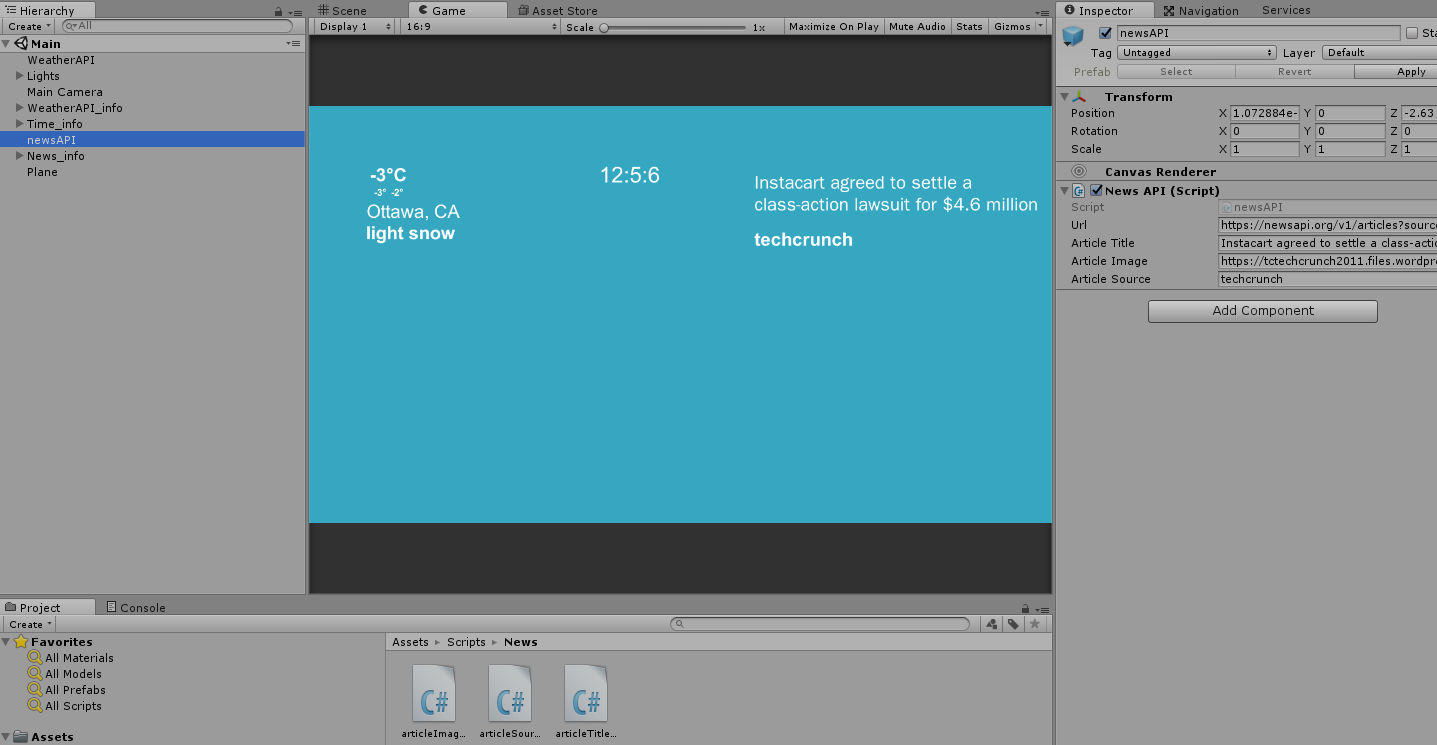 Hierarchy
Create
All
Main
WeatherAPI
Lights
Main Camera
WeatherAPI_info
Time_info
newsAPI
News_info
Plane
Scene
Game
Asset Store
Display 1
16:9
Scale
1x
Maximize On Play
Mute Audio
Stats
Gizmos
-3°C
-3° -2°
Ottawa, CA
light snow
12:5:6
Instacart agreed to settle a
class-action lawsuit for $4.6 million
techcrunch
Inspector
Navigation
Services
newsAPI
Sta
Tag Untagged Layer Default
Prefab Select Revert Apply
Transform
Position X 1.072884e- Y 0 Z -2.63
Rotation X 0 Y 0 Z 0
Scale X 1 Y 1 Z 1
Canvas Renderer
C# News API (Script)
Script newsAPI
Url https://newsapi.org/v1/articles?source
Article Title Instacart agreed to settle a class-actio
Article Image https://tctechcrunch2011.files.wordpre
Article Source techcrunch
Add Component
Project
Console
Create
Favorites
All Materials
All Models
All Prefabs
All Scripts
Assets
Assets Scripts News
C# C# C#
articleImag... articleSour... articleTitle...